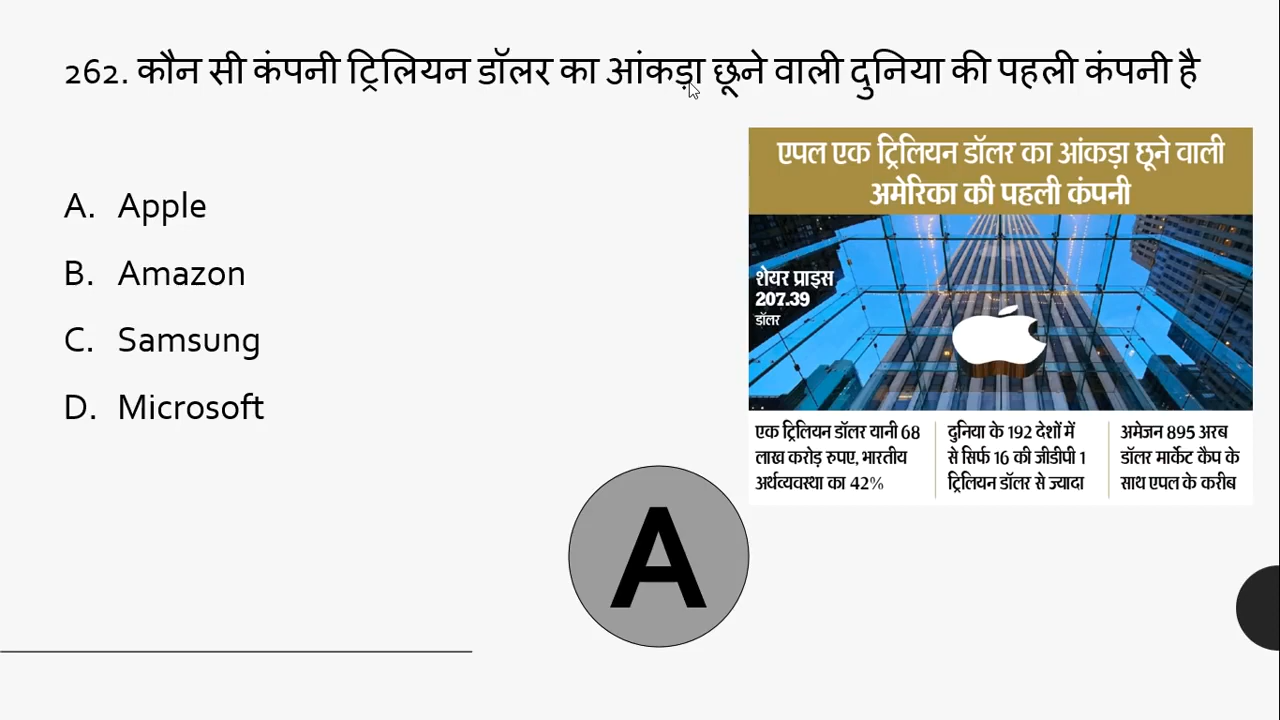 262. कौन सी कंपनी ट्रिलियन डॉलर का आंकड़ा छूने वाली दुनिया की पहली कंपनी है
A. Apple
B. Amazon
C. Samsung
D. Microsoft
एपल एक ट्रिलियन डॉलर का आंकड़ा छूने वाली
अमेरिका की पहली कंपनी
शेयर प्राइस
207.39
डॉलर
एक ट्रिलियन डॉलर यानी 68
लाख करोड़ रुपए, भारतीय
अर्थव्यवस्था का 42%
दुनिया के 192 देशों में
से सिर्फ 16 की जीडीपी 1
ट्रिलियन डॉलर से ज्यादा
अमेजन 895 अरब
डॉलर मार्केट कैप के
साथ एपल के करीब
A